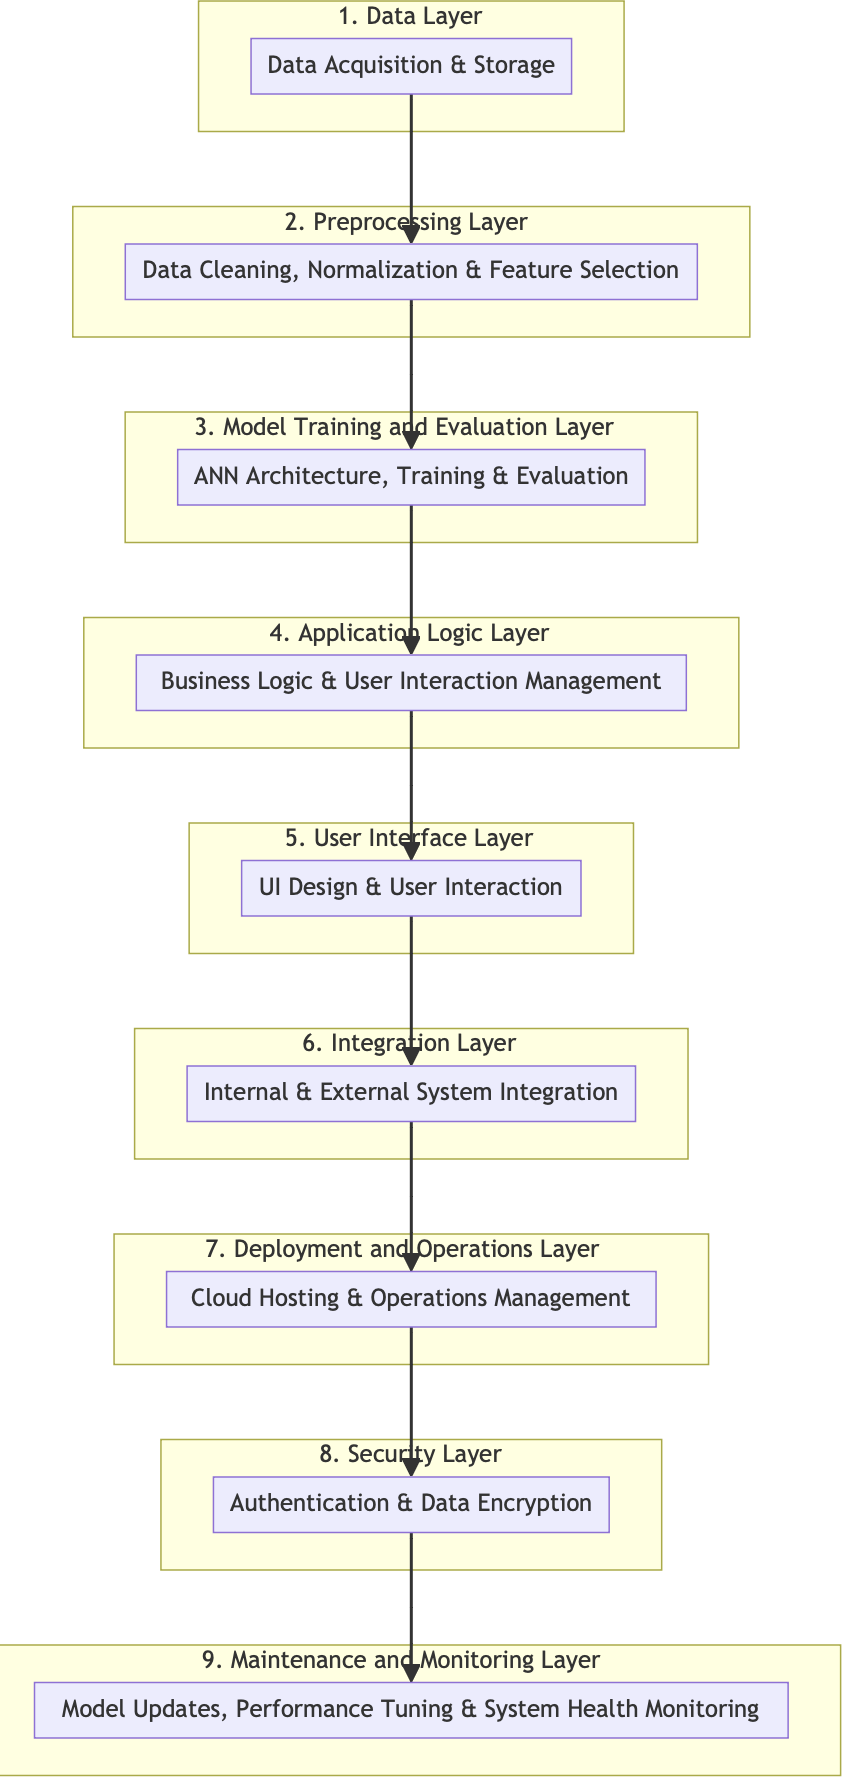 1. Data Layer
Data Acquisition & Storage
2. Preprocessing Layer
Data Cleaning, Normalization & Feature Selection
3. Model Training and Evaluation Layer
ANN Architecture, Training & Evaluation
4. Application Logic Layer
Business Logic & User Interaction Management
5. User Interface Layer
UI Design & User Interaction
6. Integration Layer
Internal & External System Integration
7. Deployment and Operations Layer
Cloud Hosting & Operations Management
8. Security Layer
Authentication & Data Encryption
9. Maintenance and Monitoring Layer
Model Updates, Performance Tuning & System Health Monitoring